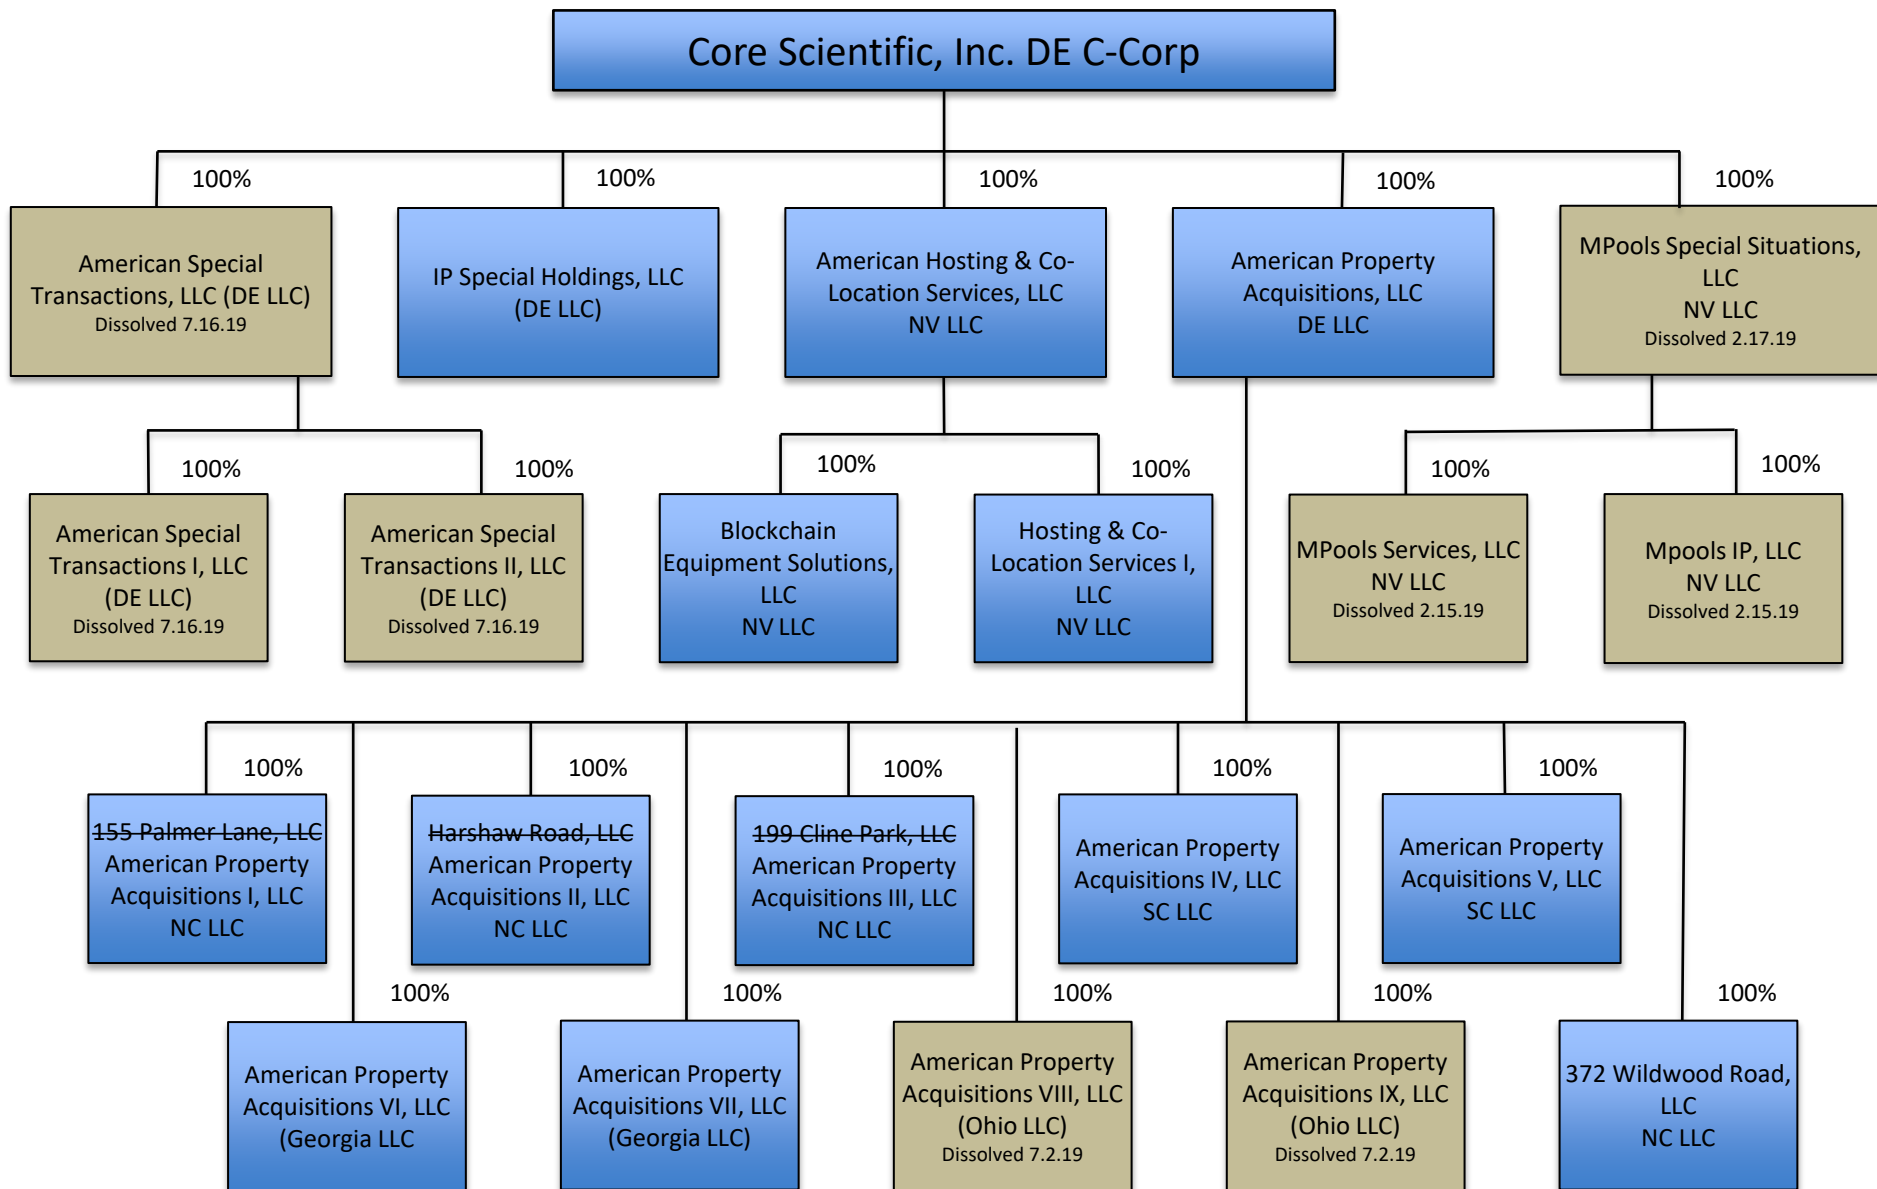 Core Scientific, Inc. DE C-Corp
100%
100%
100%
100%
100%
American Special
Transactions, LLC (DE LLC)
Dissolved 7.16.19
IP Special Holdings, LLC
(DE LLC)
American Hosting & Co-
Location Services, LLC
NV LLC
American Property
Acquisitions, LLC
DE LLC
MPools Special Situations,
LLC
NV LLC
Dissolved 2.17.19
100%
100%
100%
100%
100%
100%
American Special
Transactions I, LLC
(DE LLC)
Dissolved 7.16.19
American Special
Transactions II, LLC
(DE LLC)
Dissolved 7.16.19
Blockchain
Equipment Solutions,
LLC
NV LLC
Hosting & Co-
Location Services I,
LLC
NV LLC
MPools Services, LLC
NV LLC
Dissolved 2.15.19
Mpools IP, LLC
NV LLC
Dissolved 2.15.19
100%
100%
100%
100%
100%
155 Palmer Lane, LLC
American Property
Acquisitions I, LLC
NC LLC
Harshaw Road, LLC
American Property
Acquisitions II, LLC
NC LLC
199 Cline Park, LLC
American Property
Acquisitions III, LLC
NC LLC
American Property
Acquisitions IV, LLC
SC LLC
American Property
Acquisitions V, LLC
SC LLC
100%
100%
100%
100%
100%
American Property
Acquisitions VI, LLC
(Georgia LLC
American Property
Acquisitions VII, LLC
(Georgia LLC)
American Property
Acquisitions VIII, LLC
(Ohio LLC)
Dissolved 7.2.19
American Property
Acquisitions IX, LLC
(Ohio LLC)
Dissolved 7.2.19
372 Wildwood Road,
LLC
NC LLC